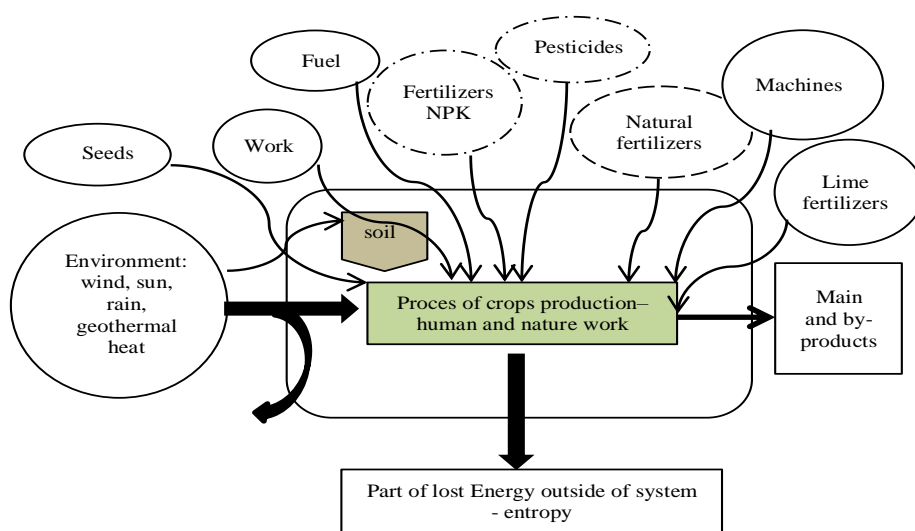 Pesticides
Fuel
Machines
Fertilizers
NPK
Natural
fertilizers
Seeds
Work
Lime
fertilizers
soil
Environment:
wind, sun,
rain,
geothermal
heat
Proces of crops production–
human and nature work
Main
and by-
products
Part of lost Energy outside of system
- entropy